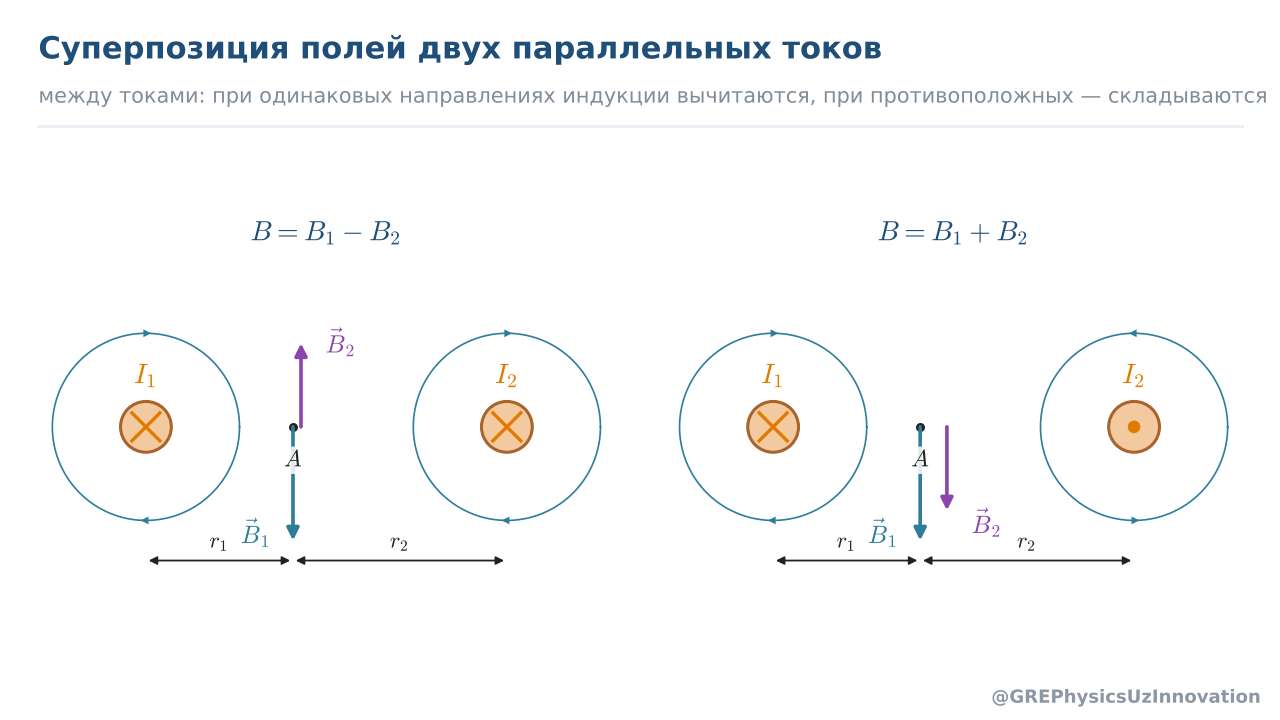 Суперпозиция полей двух параллельных токов
между токами: при одинаковых направлениях индукции вычитаются, при противоположных — складываются
B = B₁ − B₂
B = B₁ + B₂
B⃗₂
I₁
I₂
I₁
I₂
A
A
B⃗₂
B⃗₁
B⃗₁
r₁
r₂
r₁
r₂
@GREPhysicsUzInnovation